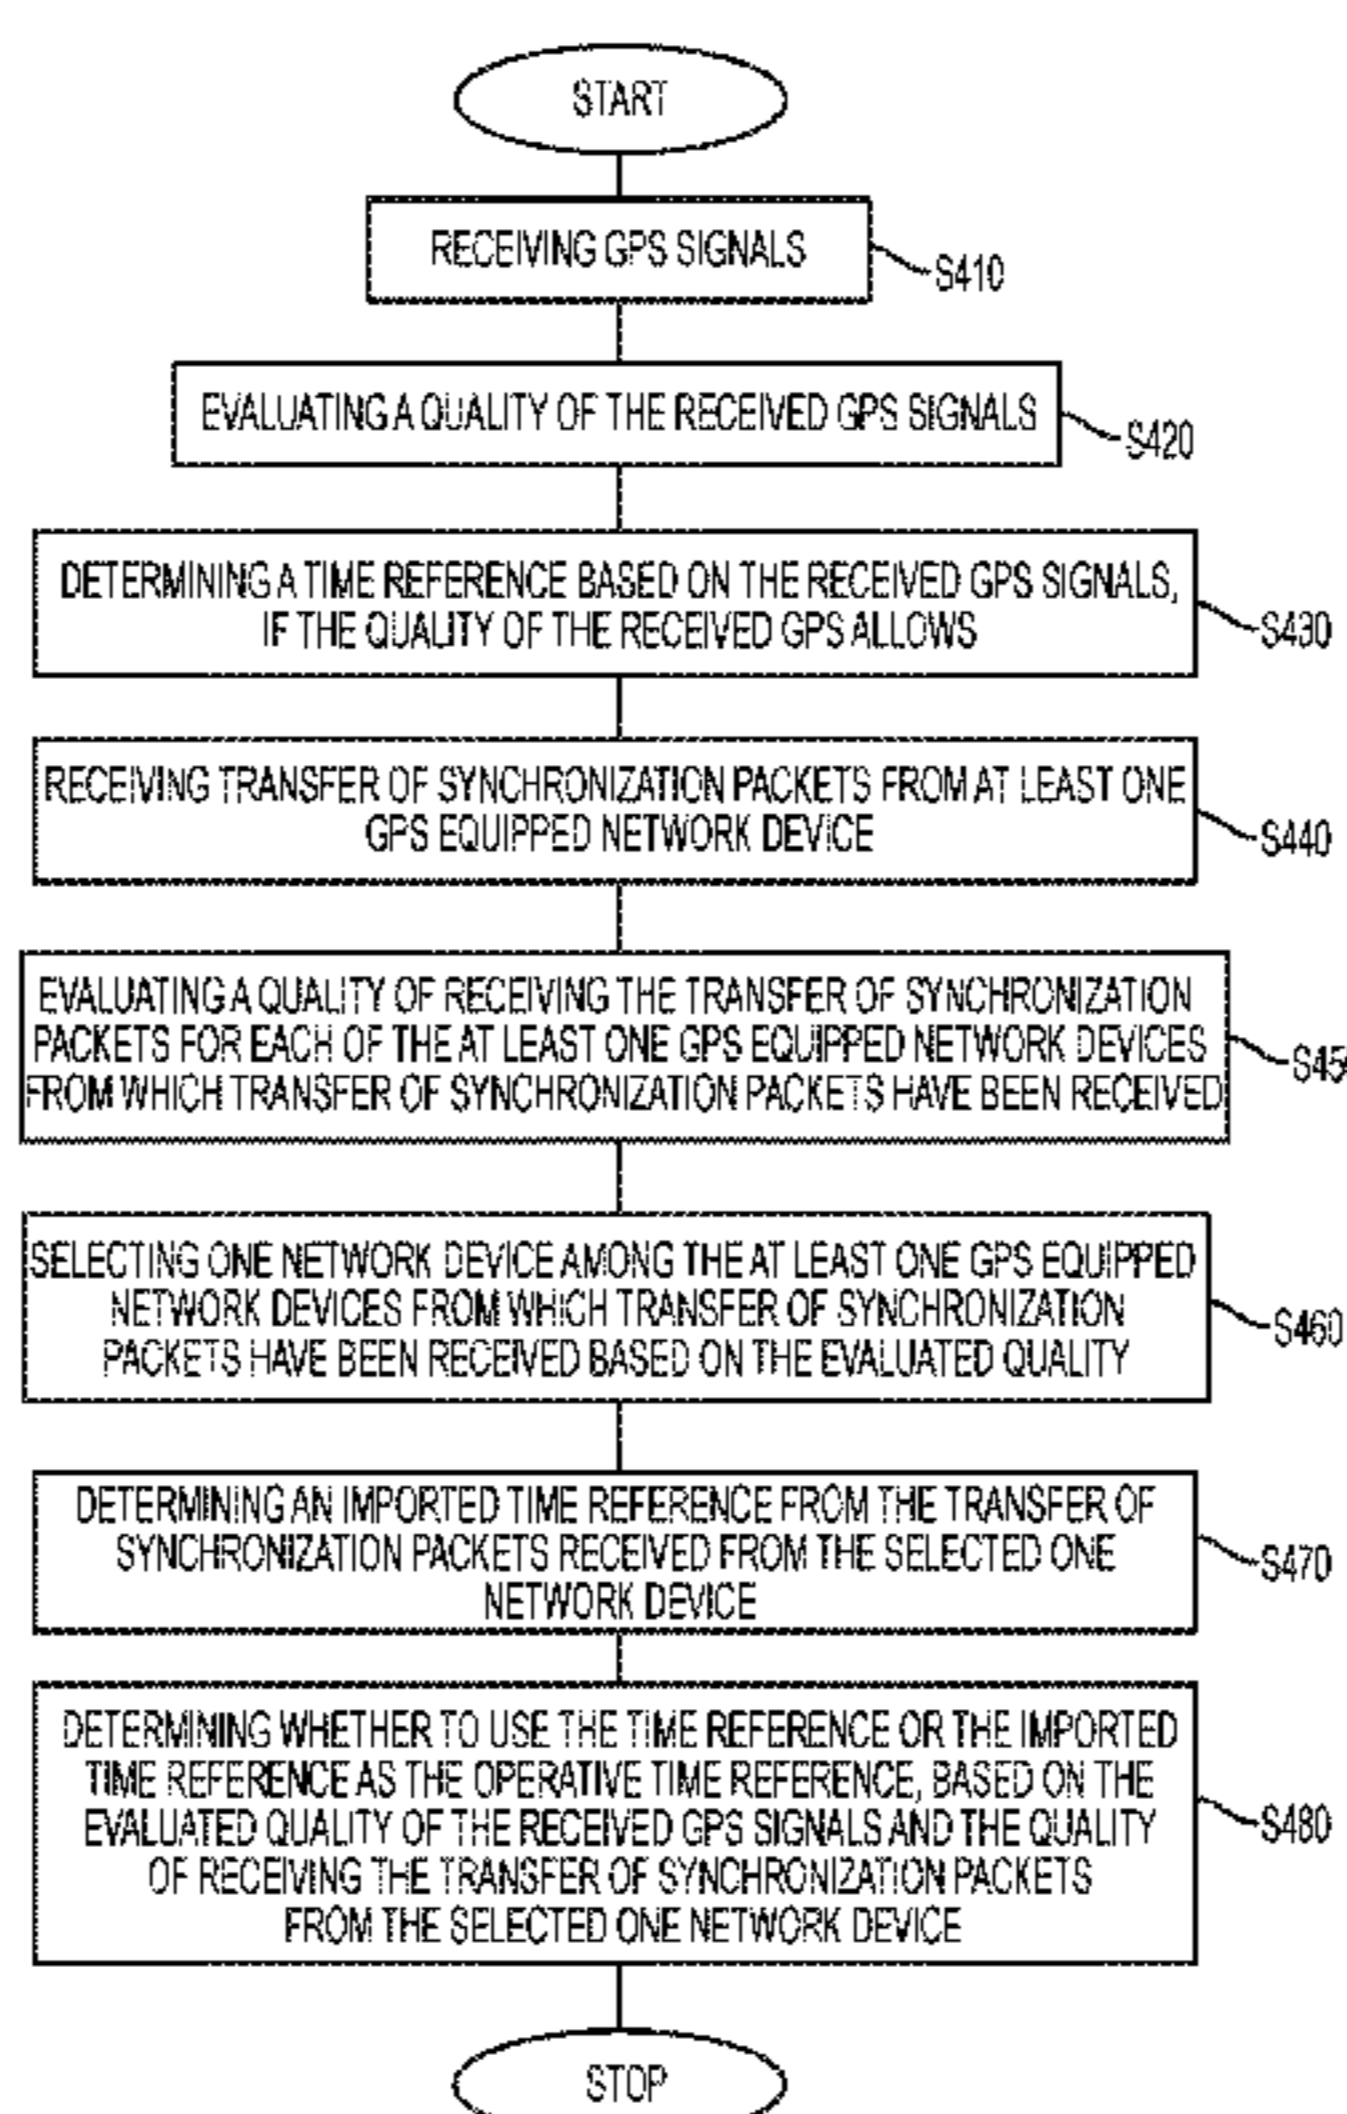 START
RECEIVING GPS SIGNALS
S410
EVALUATING A QUALITY OF THE RECEIVED GPS SIGNALS
S420
DETERMINING A TIME REFERENCE BASED ON THE RECEIVED GPS SIGNALS,
IF THE QUALITY OF THE RECEIVED GPS ALLOWS
S430
RECEIVING TRANSFER OF SYNCHRONIZATION PACKETS FROM AT LEAST ONE
GPS EQUIPPED NETWORK DEVICE
S440
EVALUATING A QUALITY OF RECEIVING THE TRANSFER OF SYNCHRONIZATION
PACKETS FOR EACH OF THE AT LEAST ONE GPS EQUIPPED NETWORK DEVICES
FROM WHICH TRANSFER OF SYNCHRONIZATION PACKETS HAVE BEEN RECEIVED
SELECTING ONE NETWORK DEVICE AMONG THE AT LEAST ONE GPS EQUIPPED
NETWORK DEVICES FROM WHICH TRANSFER OF SYNCHRONIZATION
PACKETS HAVE BEEN RECEIVED BASED ON THE EVALUATED QUALITY
S460
DETERMINING AN IMPORTED TIME REFERENCE FROM THE TRANSFER OF
SYNCHRONIZATION PACKETS RECEIVED FROM THE SELECTED ONE
NETWORK DEVICE
S470
DETERMINING WHETHER TO USE THE TIME REFERENCE OR THE IMPORTED
TIME REFERENCE AS THE OPERATIVE TIME REFERENCE, BASED ON THE
EVALUATED QUALITY OF THE RECEIVED GPS SIGNALS AND THE QUALITY
OF RECEIVING THE TRANSFER OF SYNCHRONIZATION PACKETS
FROM THE SELECTED ONE NETWORK DEVICE
S480
STOP